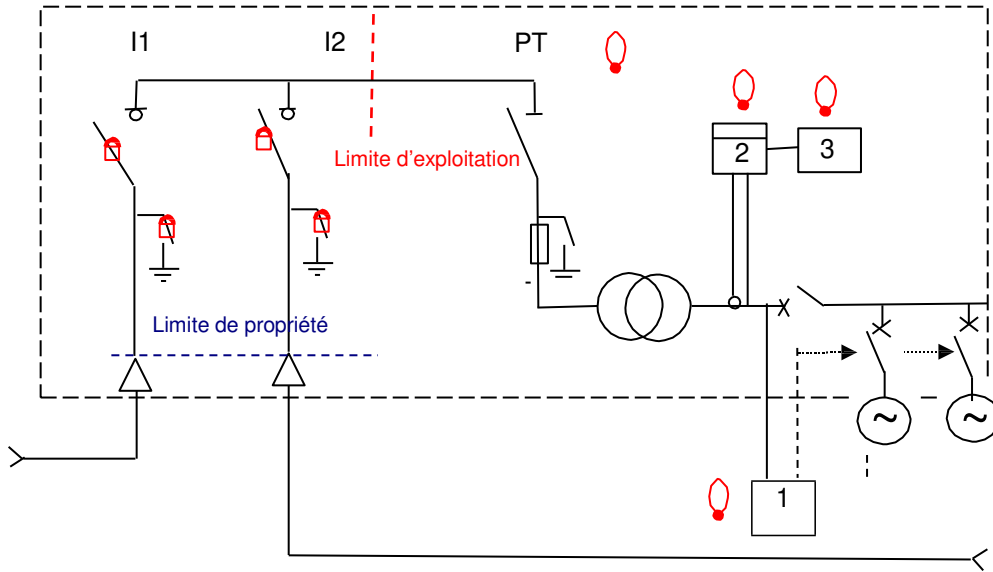 I1
I2
PT
Limite d'exploitation
2
3
Limite de propriété
~
~
1